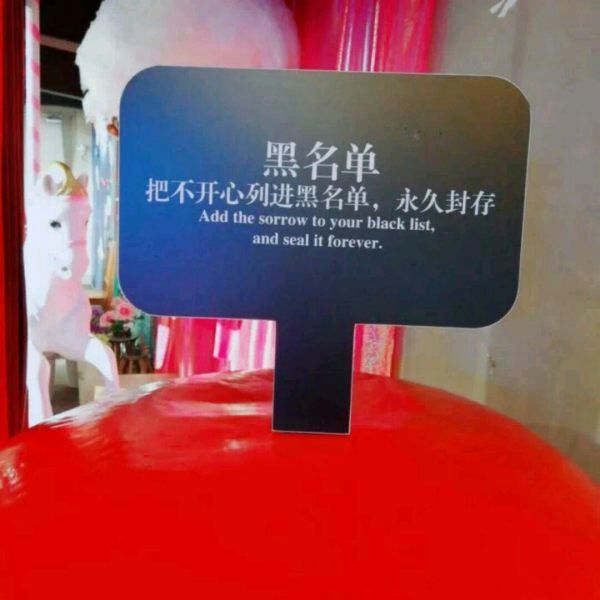 黑名单
把不开心列进黑名单，永久封存
Add the sorrow to your black list,
and seal it forever.